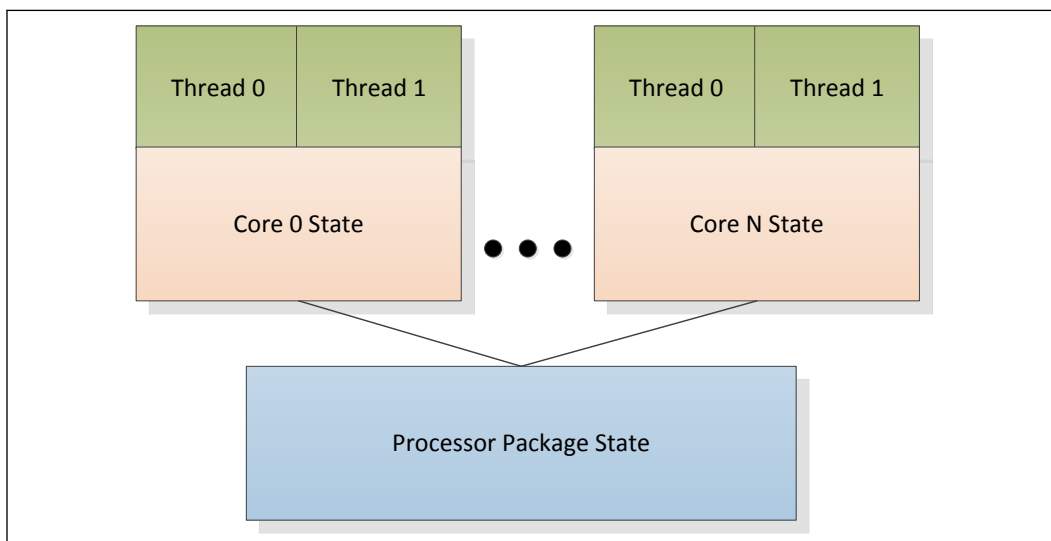 Thread 0 Thread 1 Thread 0 Thread 1
Core 0 State Core N State
Processor Package State